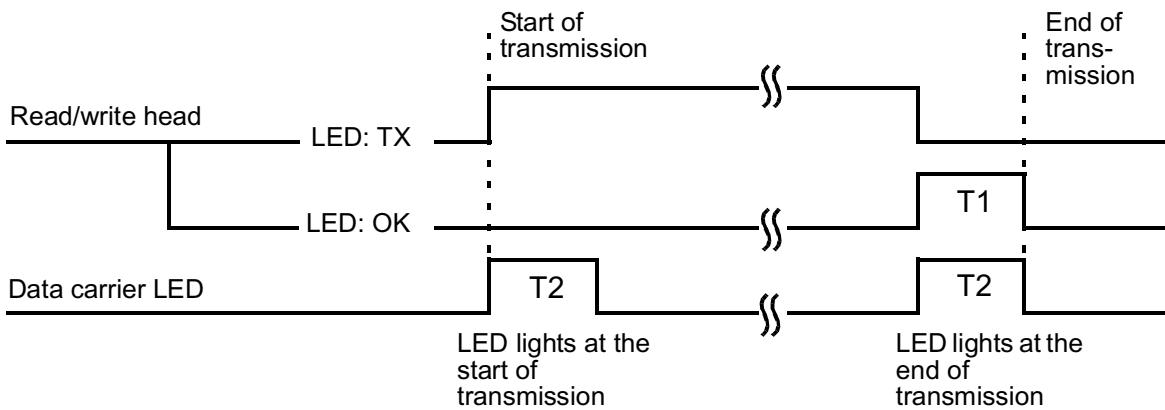 Start of
transmission
End of
trans-
mission
Read/write head
LED: TX
T1
LED: OK
Data carrier LED
T2
T2
LED lights at the
start of
transmission
LED lights at the
end of
transmission